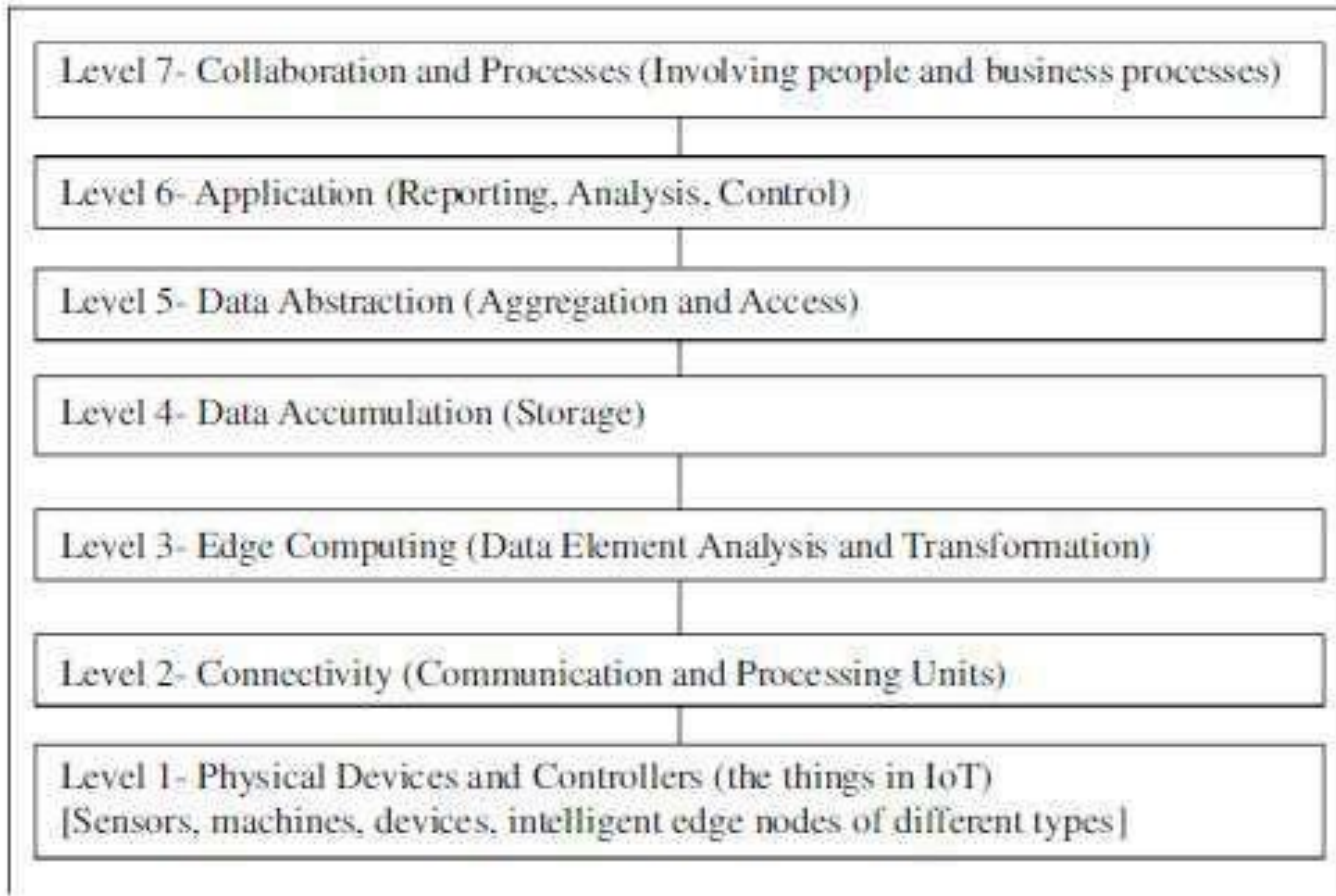 Level 7- Collaboration and Processes (Involving people and business processes)
Level 6- Application (Reporting, Analysis, Control)
Level 5- Data Abstraction (Aggregation and Access)
Level 4- Data Accumulation (Storage)
Level 3- Edge Computing (Data Element Analysis and Transformation)
Level 2- Connectivity (Communication and Processing Units)
Level 1- Physical Devices and Controllers (the things in IoT)
[Sensors, machines, devices, intelligent edge nodes of different types]